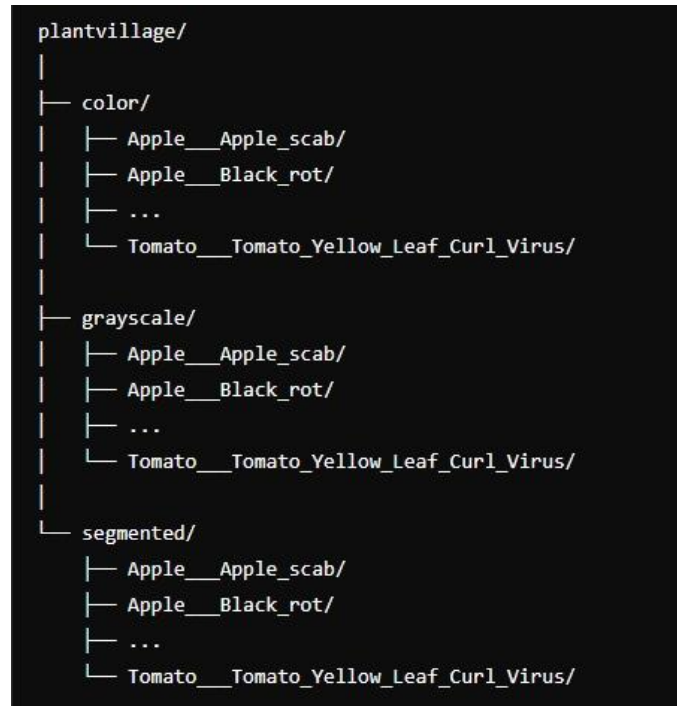 plantvillage/
│
├── color/
│   ├── Apple___Apple_scab/
│   ├── Apple___Black_rot/
│   ├── ...
│   └── Tomato___Tomato_Yellow_Leaf_Curl_Virus/
│
├── grayscale/
│   ├── Apple___Apple_scab/
│   ├── Apple___Black_rot/
│   ├── ...
│   └── Tomato___Tomato_Yellow_Leaf_Curl_Virus/
│
└── segmented/
    ├── Apple___Apple_scab/
    ├── Apple___Black_rot/
    ├── ...
    └── Tomato___Tomato_Yellow_Leaf_Curl_Virus/